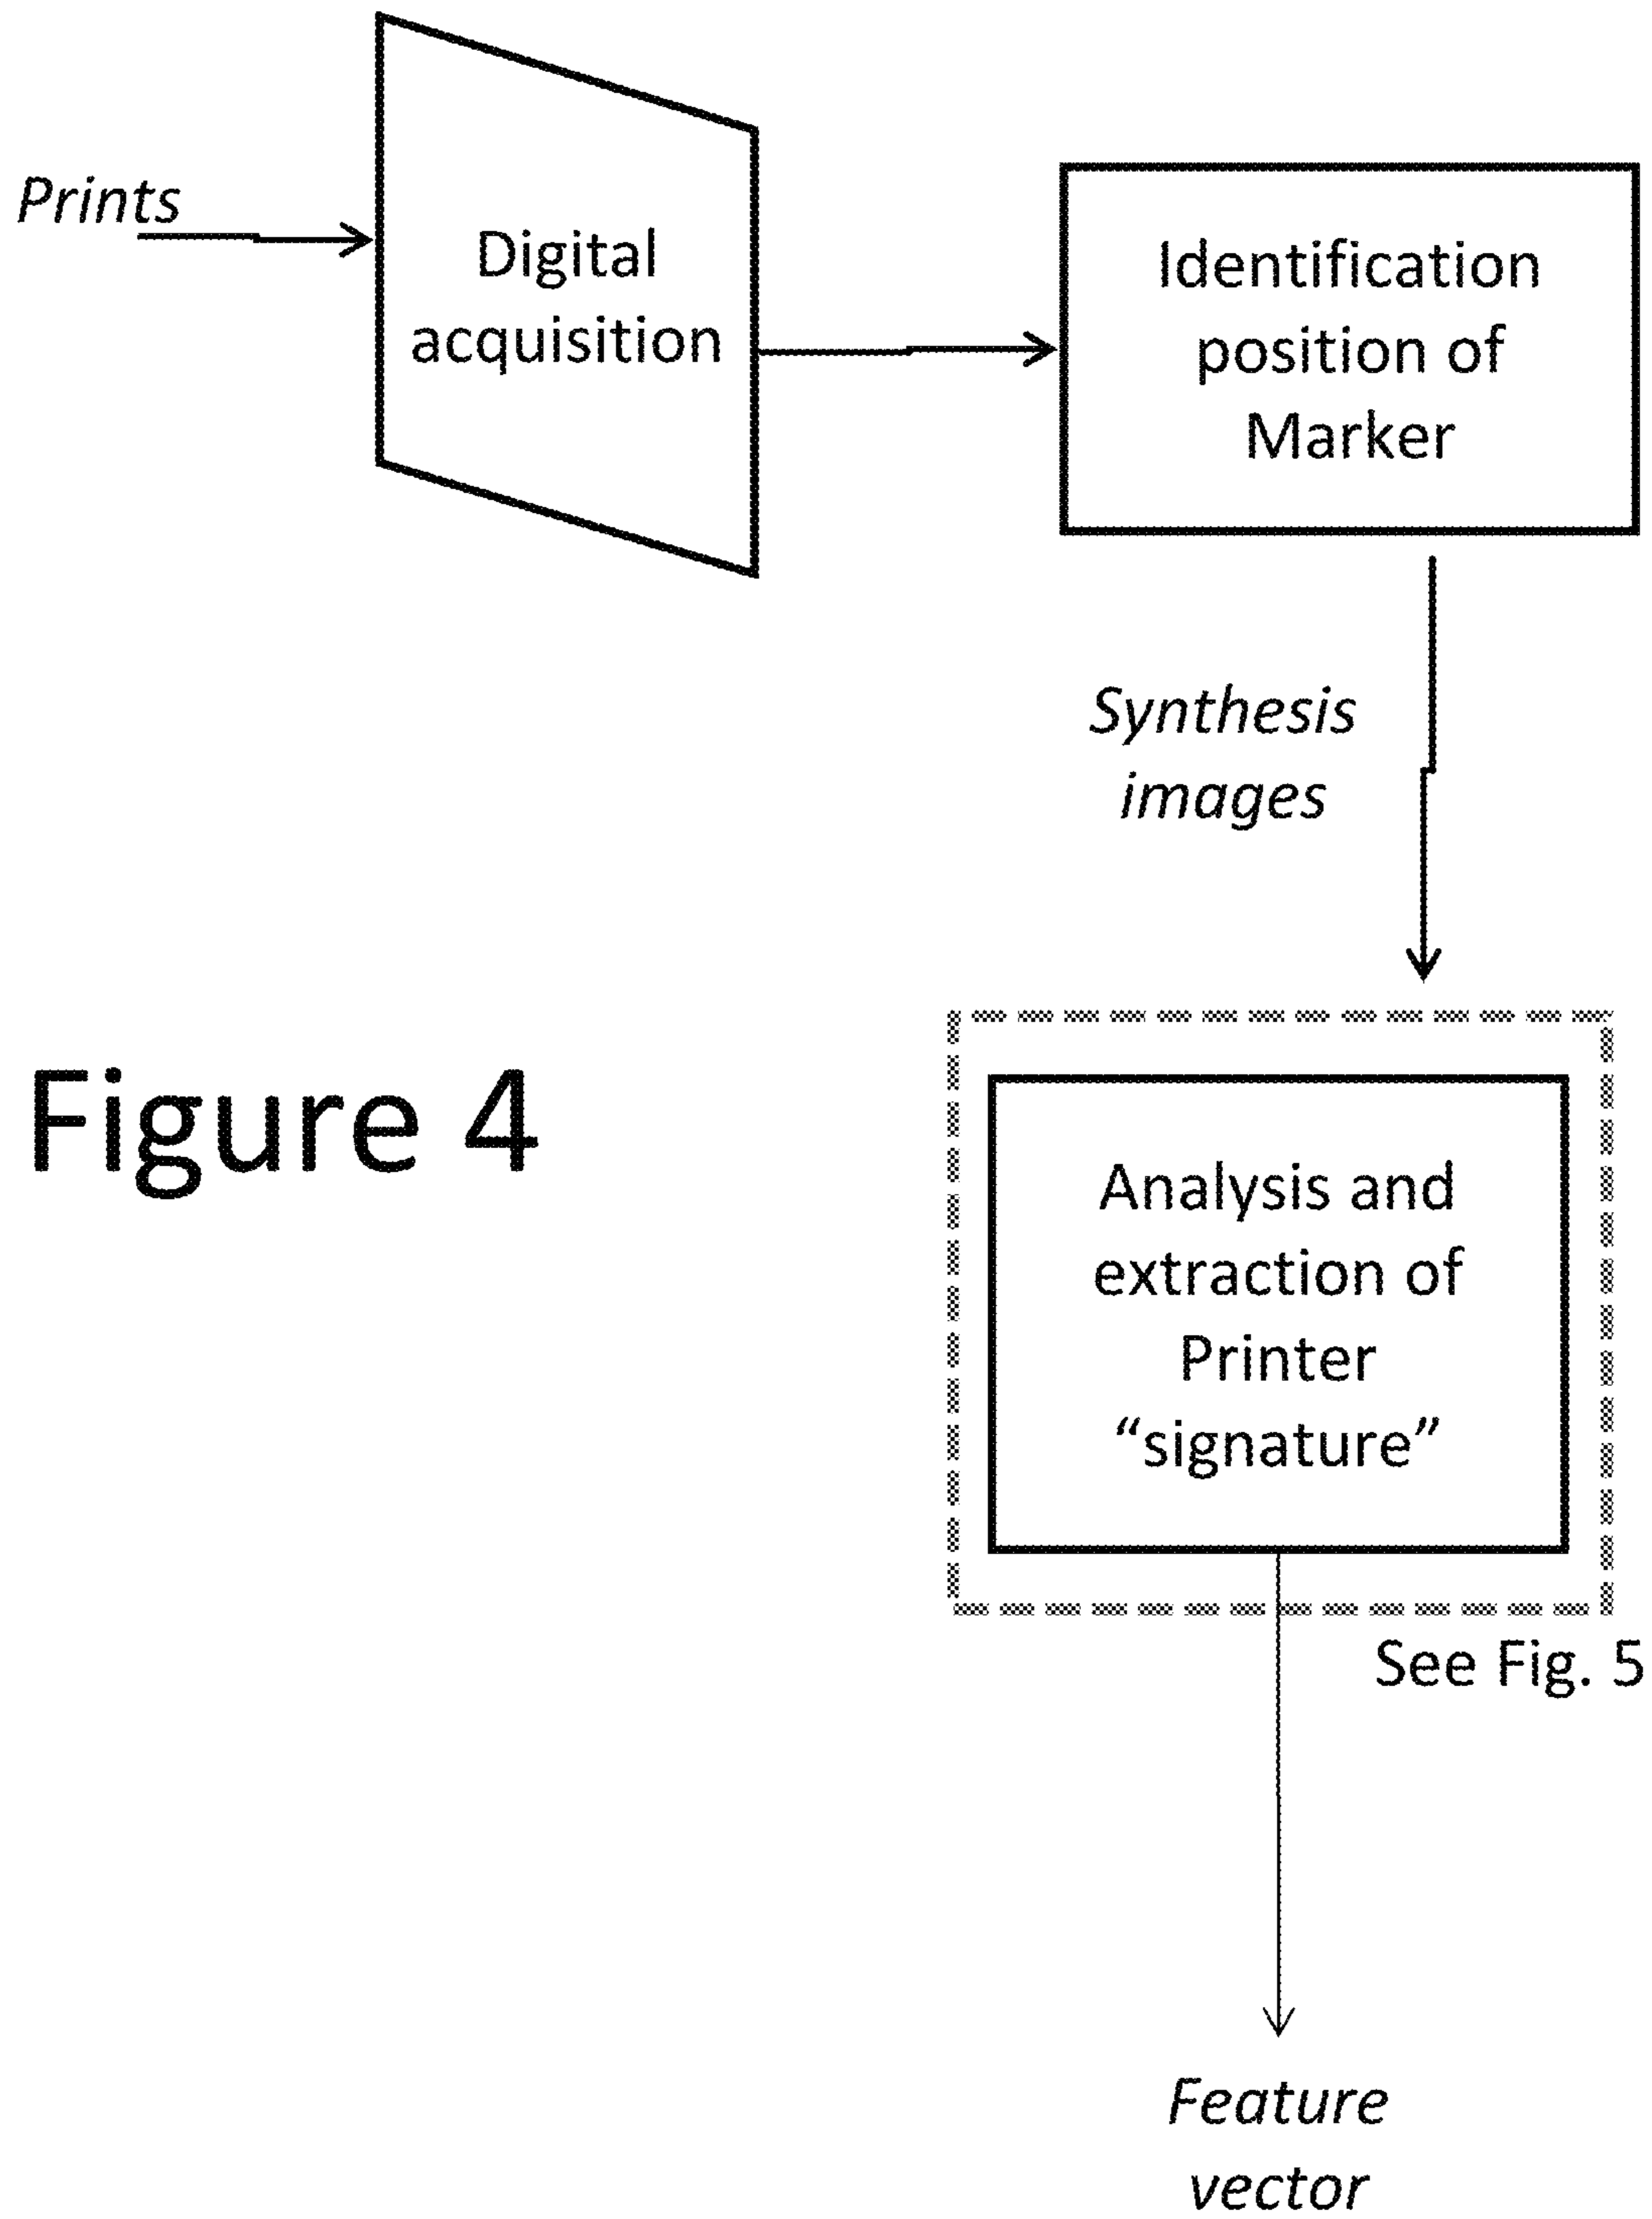 Prints
Digital
acquisition
Identification
position of
Marker
Synthesis
images
Figure 4
Analysis and
extraction of
Printer
“signature”
See Fig. 5
Feature
vector